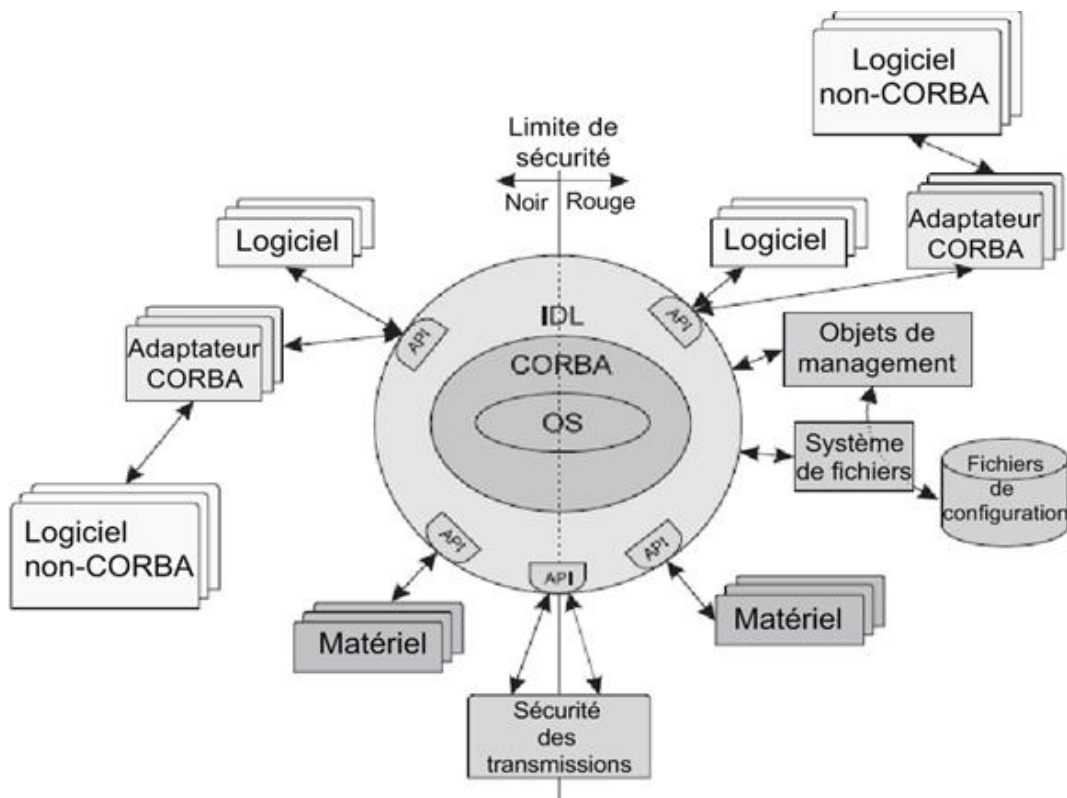 Logiciel
non-CORBA
Limite de
sécurité
Noir
Rouge
Logiciel
Logiciel
Adaptateur
CORBA
IDL
API
API
Adaptateur
CORBA
Objets de
management
CORBA
OS
Système
de fichiers
Fichiers
de
configuration
Logiciel
non-CORBA
API
API
API
Matériel
Matériel
Sécurité
des
transmissions